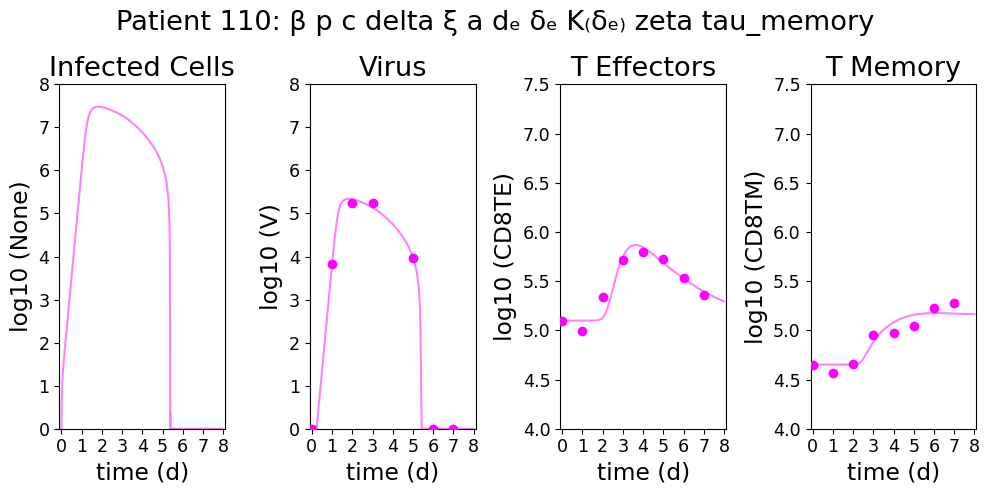 Patient 110: β p c delta ξ a dₑ δₑ K₍δₑ₎ zeta tau_memory
Infected Cells
Virus
T Effectors
T Memory
log10 (None)
8
7
6
5
4
3
2
1
0
0 1 2 3 4 5 6 7 8
time (d)
log10 (V)
8
7
6
5
4
3
2
1
0
0 1 2 3 4 5 6 7 8
time (d)
log10 (CD8TE)
7.5
7.0
6.5
6.0
5.5
5.0
4.5
4.0
0 1 2 3 4 5 6 7 8
time (d)
log10 (CD8TM)
7.5
7.0
6.5
6.0
5.5
5.0
4.5
4.0
0 1 2 3 4 5 6 7 8
time (d)